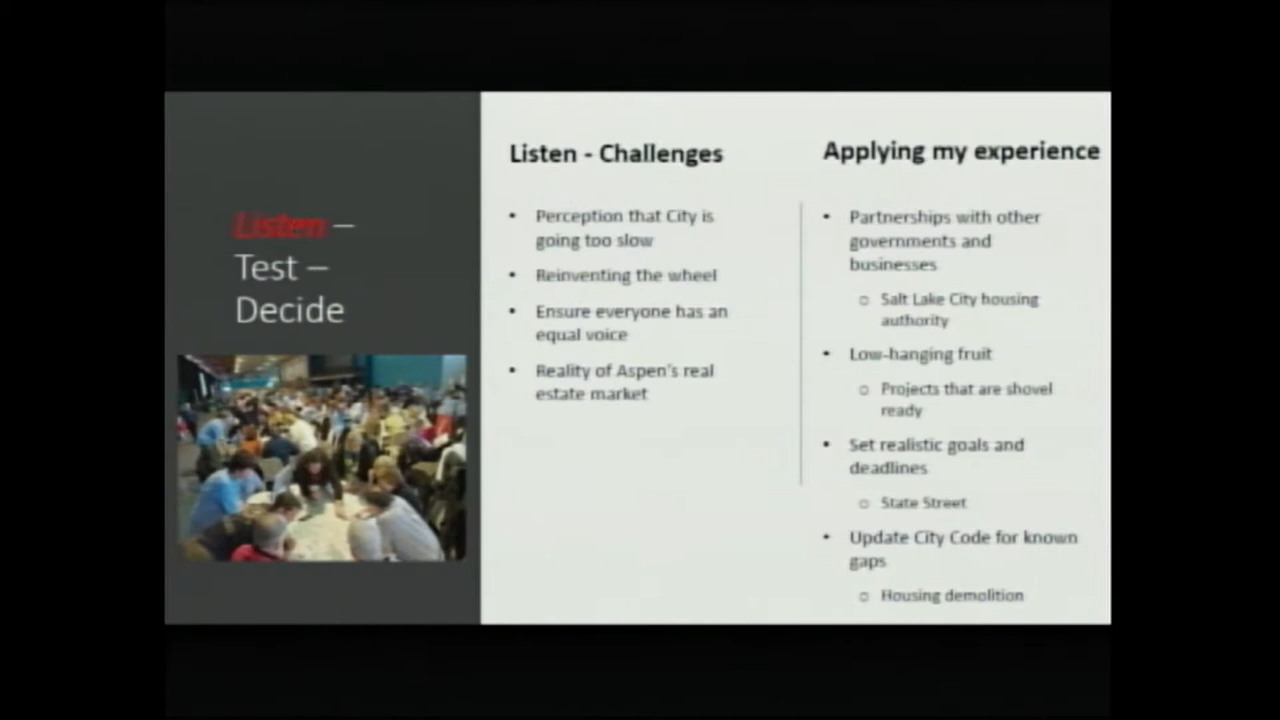 Listen –
Test –
Decide
Listen - Challenges
• Perception that City is
going too slow
• Reinventing the wheel
• Ensure everyone has an
equal voice
• Reality of Aspen's real
estate market
Applying my experience
• Partnerships with other
governments and
businesses
o Salt Lake City housing
authority
• Low-hanging fruit
o Projects that are shovel
ready
• Set realistic goals and
deadlines
o State Street
• Update City Code for known
gaps
o Housing demolition